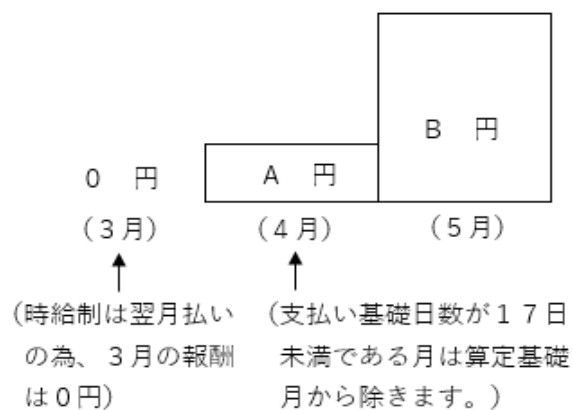 0 円 A 円 B 円
(3月) (4月) (5月)
(時給制は翌月払い
の為、3月の報酬
は0円)
(支払い基礎日数が17日
未満である月は算定基礎
月から除きます。)